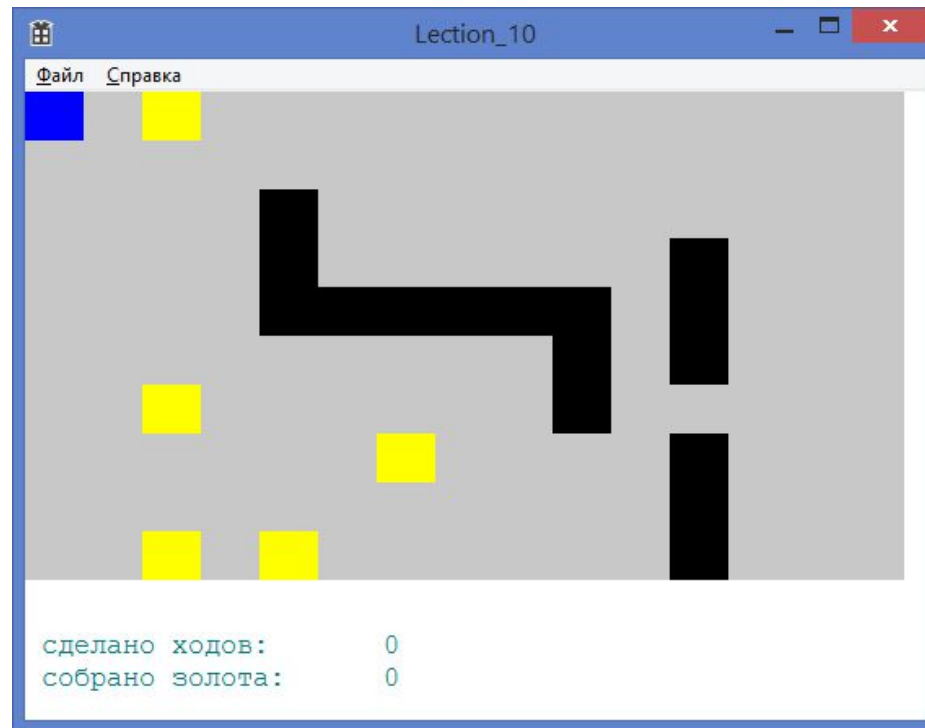 Lection_10
Файл Справка
сделано ходов: 0
собрано золота: 0